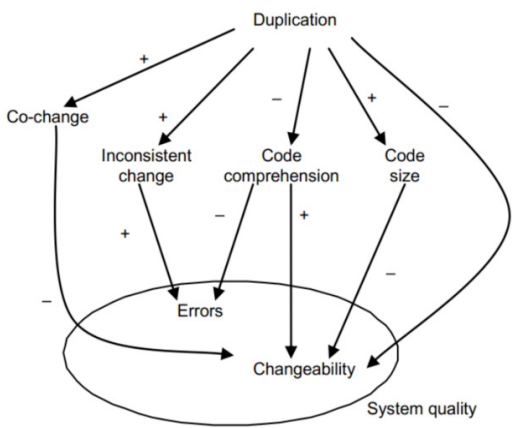 Duplication
+
–
+
–
+
Co-change
Inconsistent
change
Code
comprehension
Code
size
+
–
+
–
–
Errors
Changeability
System quality